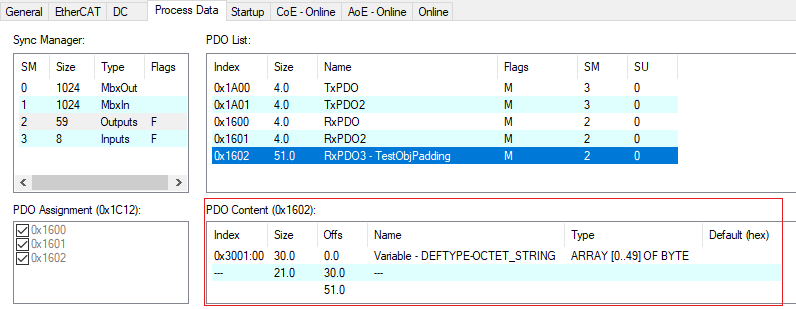 General EtherCAT DC Process Data Startup CoE - Online AoE - Online Online
Sync Manager:
SM Size Type Flags
0 1024 MbxOut
1 1024 MbxIn
2 59 Outputs F
3 8 Inputs F
PDO List:
Index Size Name Flags SM SU
0x1A00 4.0 TxPDO M 3 0
0x1A01 4.0 TxPDO2 M 3 0
0x1600 4.0 RxPDO M 2 0
0x1601 4.0 RxPDO2 M 2 0
0x1602 51.0 RxPDO3 - TestObjPadding M 2 0
PDO Assignment (0x1C12):
0x1600
0x1601
0x1602
PDO Content (0x1602):
Index Size Offs Name Type Default (hex)
0x3001:00 30.0 0.0 Variable - DEFTYPE-OCTET_STRING ARRAY [0..49] OF BYTE
--- 21.0 30.0 ---
51.0